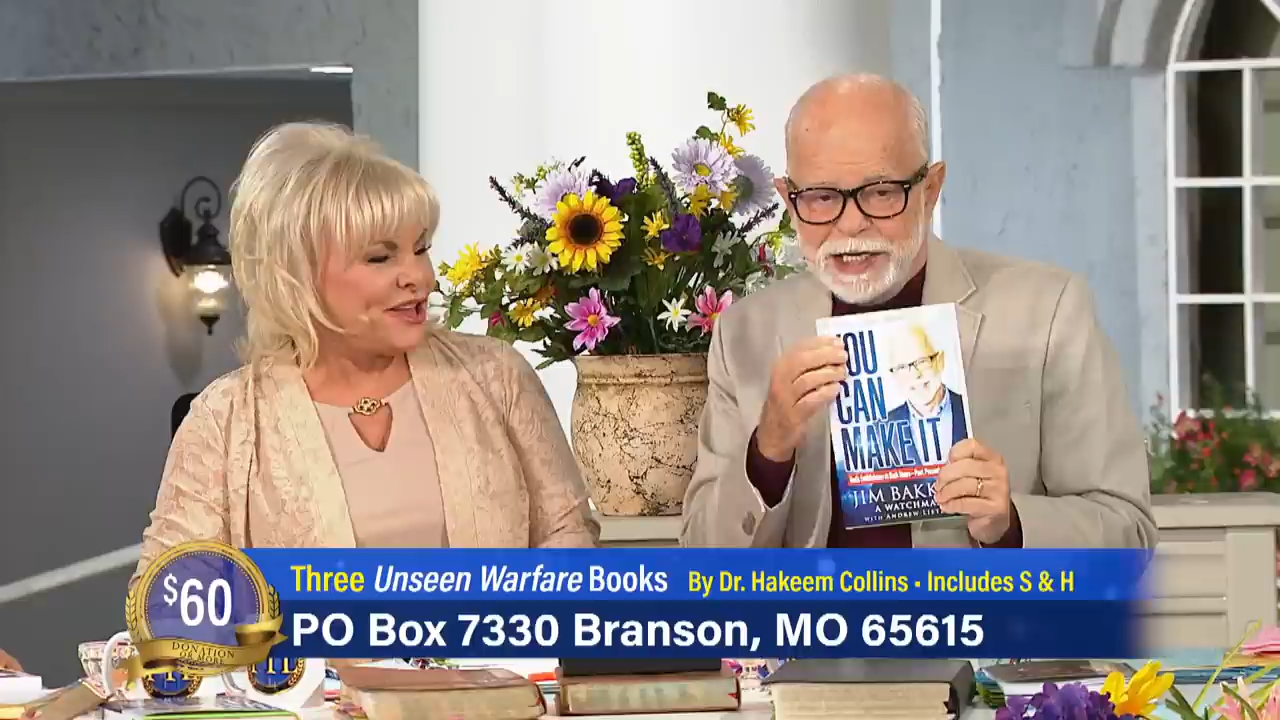 YOU
CAN
MAKE IT
JIM BAKK
A WATCHMA
WITH ANDREW
$60
DONATION
OR MORE
Three Unseen Warfare Books By Dr. Hakeem Collins • Includes S & H
PO Box 7330 Branson, MO 65615